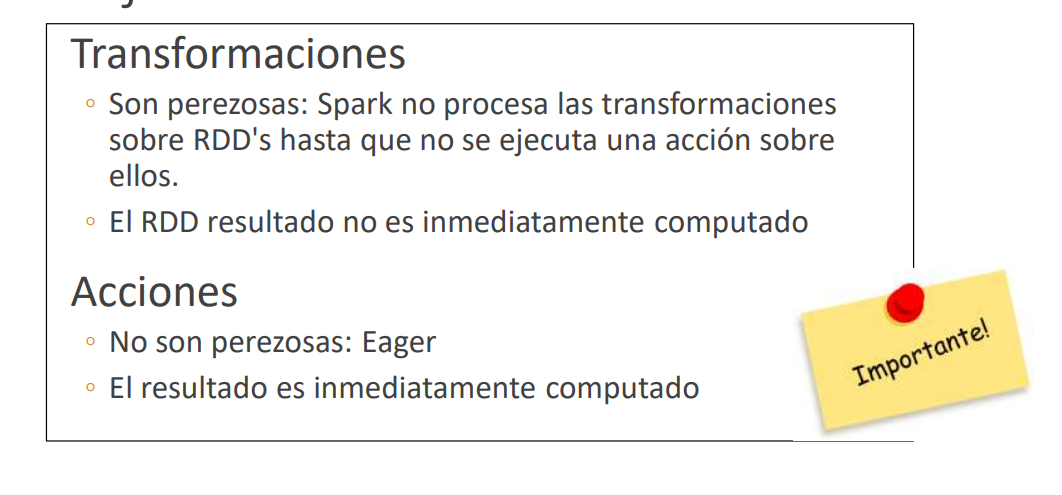 Transformaciones
◦ Son perezosas: Spark no procesa las transformaciones
sobre RDD's hasta que no se ejecuta una acción sobre
ellos.
◦ El RDD resultado no es inmediatamente computado
Acciones
◦ No son perezosas: Eager
◦ El resultado es inmediatamente computado
Importante!